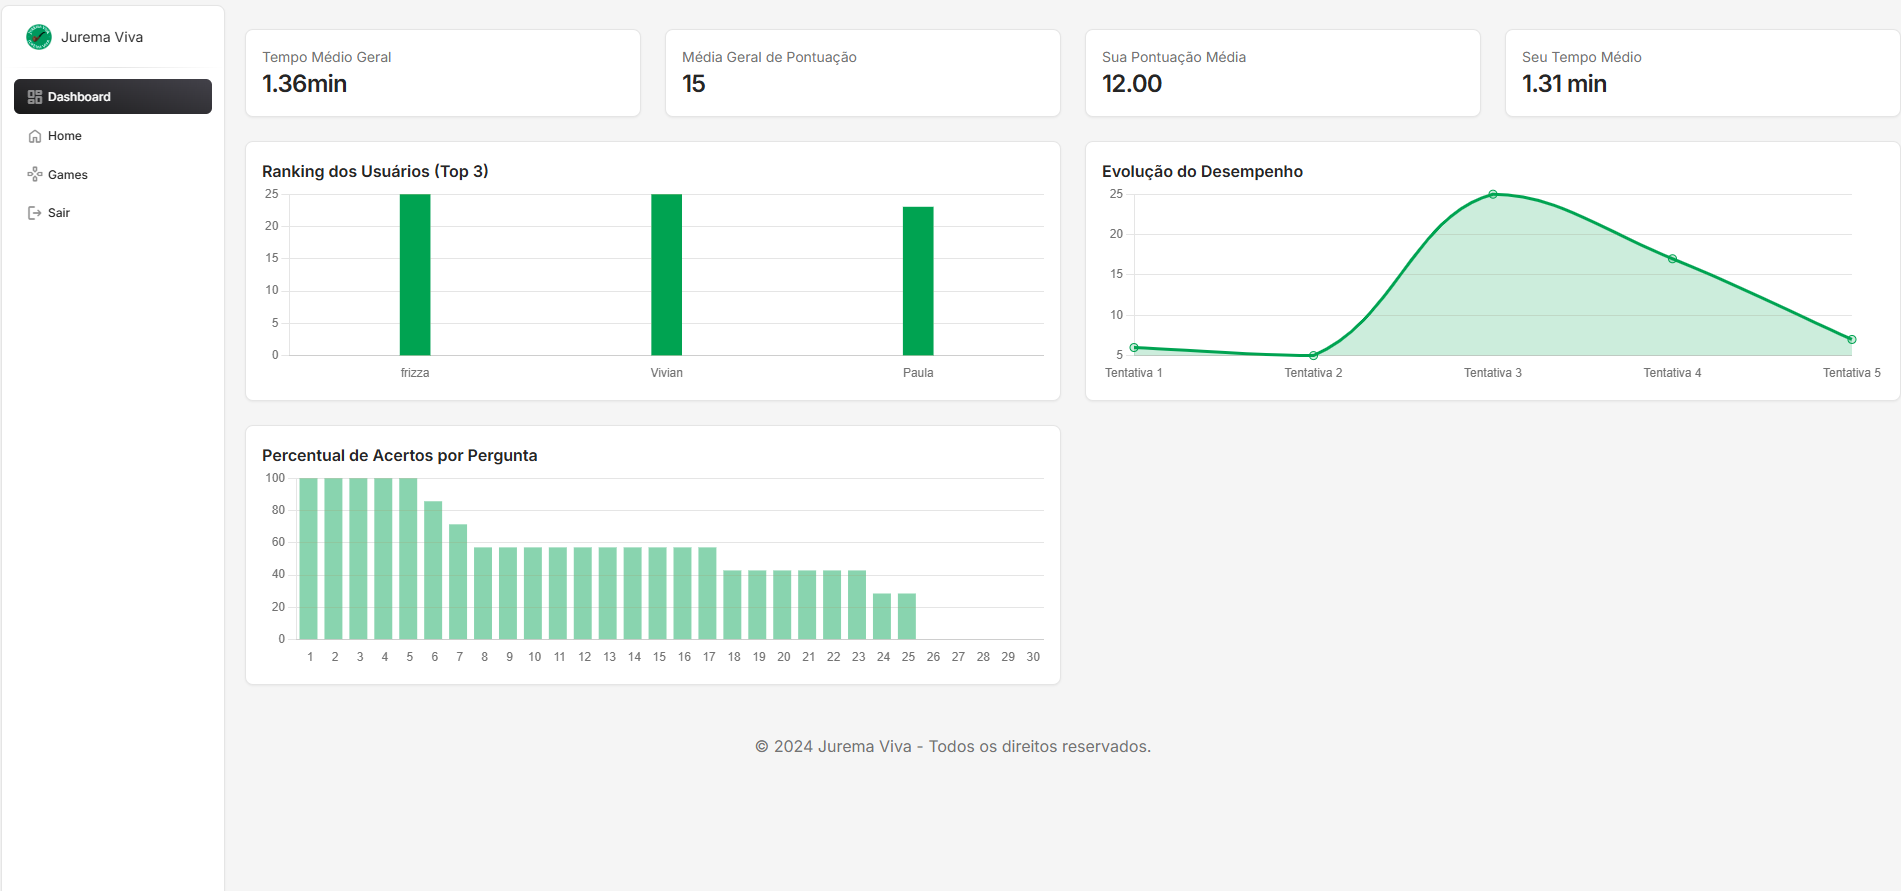 Jurema Viva
Dashboard
Home
Games
Sair
Tempo Médio Geral
1.36min
Média Geral de Pontuação
15
Sua Pontuação Média
12.00
Seu Tempo Médio
1.31 min
Ranking dos Usuários (Top 3)
25
20
15
10
5
0
frizza Vivian Paula
Evolução do Desempenho
25
20
15
10
5
Tentativa 1 Tentativa 2 Tentativa 3 Tentativa 4 Tentativa 5
Percentual de Acertos por Pergunta
100
80
60
40
20
0
1 2 3 4 5 6 7 8 9 10 11 12 13 14 15 16 17 18 19 20 21 22 23 24 25 26 27 28 29 30
© 2024 Jurema Viva - Todos os direitos reservados.